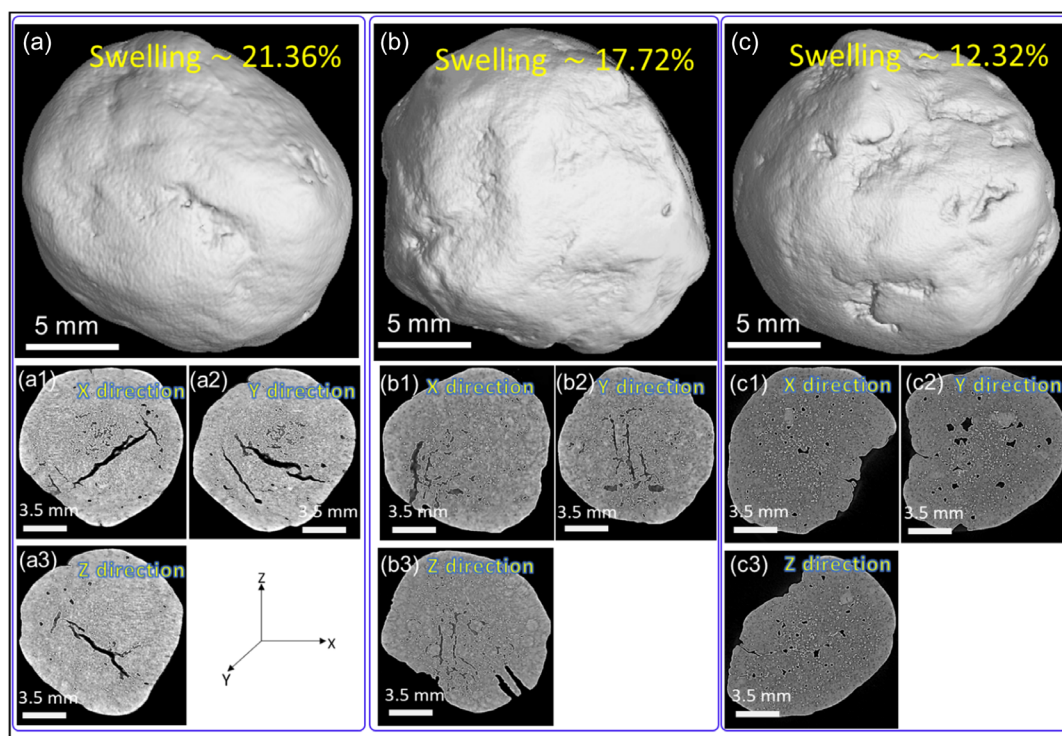 (a)
Swelling ~ 21.36%
5 mm
(b)
Swelling ~ 17.72%
5 mm
(c)
Swelling ~ 12.32%
5 mm
(a1)
X direction
3.5 mm
(a2)
Y direction
3.5 mm
(b1)
X direction
3.5 mm
(b2)
Y direction
3.5 mm
(c1)
X direction
3.5 mm
(c2)
Y direction
3.5 mm
(a3)
Z direction
3.5 mm
Z
X
Y
(b3)
Z direction
3.5 mm
(c3)
Z direction
3.5 mm